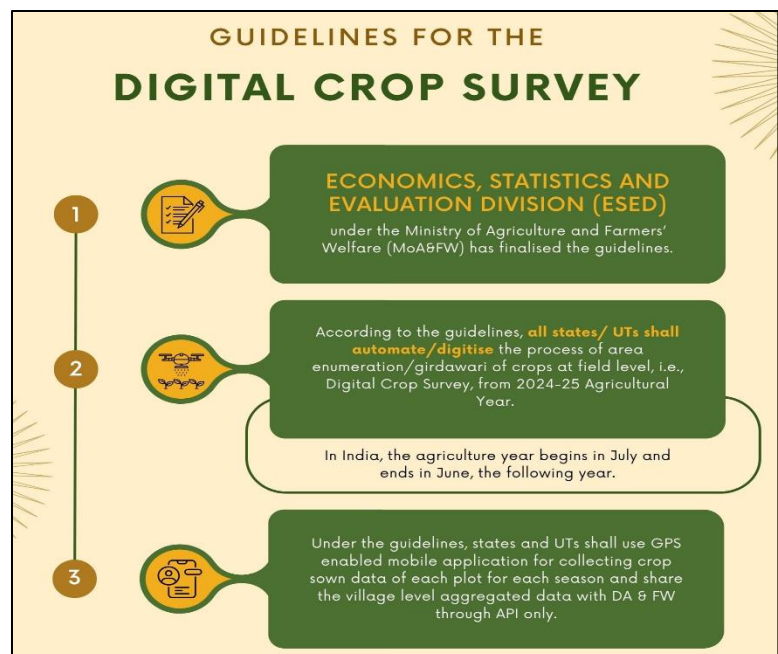 GUIDELINES FOR THE
DIGITAL CROP SURVEY
1
ECONOMICS, STATISTICS AND
EVALUATION DIVISION (ESED)
under the Ministry of Agriculture and Farmers'
Welfare (MoA&FW) has finalised the guidelines.
2
According to the guidelines, all states/ UTs shall
automate/digitise the process of area
enumeration/girdawari of crops at field level, i.e.,
Digital Crop Survey, from 2024-25 Agricultural
Year.
In India, the agriculture year begins in July and
ends in June, the following year.
3
Under the guidelines, states and UTs shall use GPS
enabled mobile application for collecting crop
sown data of each plot for each season and share
the village level aggregated data with DA & FW
through API only.